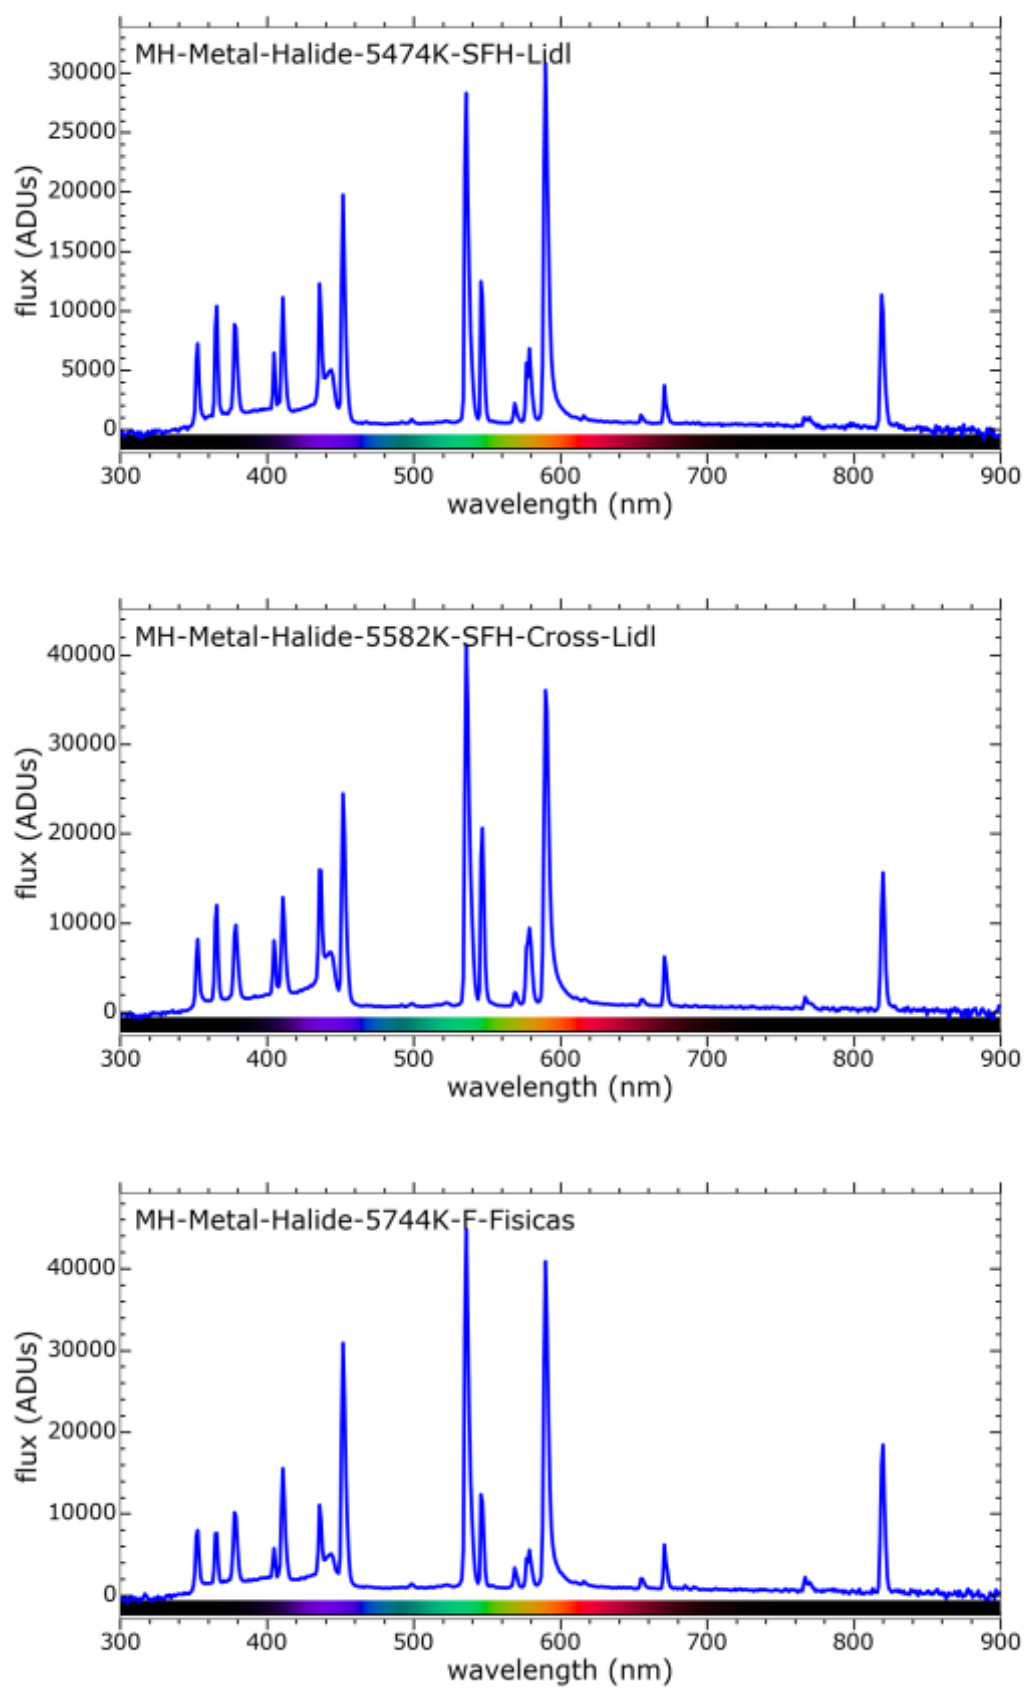 MH-Metal-Halide-5474K-SFH-Lidl
30000
25000
20000
15000
10000
5000
0
flux (ADUs)
300 400 500 600 700 800 900
wavelength (nm)
MH-Metal-Halide-5582K-SFH-Cross-Lidl
40000
30000
20000
10000
0
flux (ADUs)
300 400 500 600 700 800 900
wavelength (nm)
MH-Metal-Halide-5744K-F-Fisicas
40000
30000
20000
10000
0
flux (ADUs)
300 400 500 600 700 800 900
wavelength (nm)